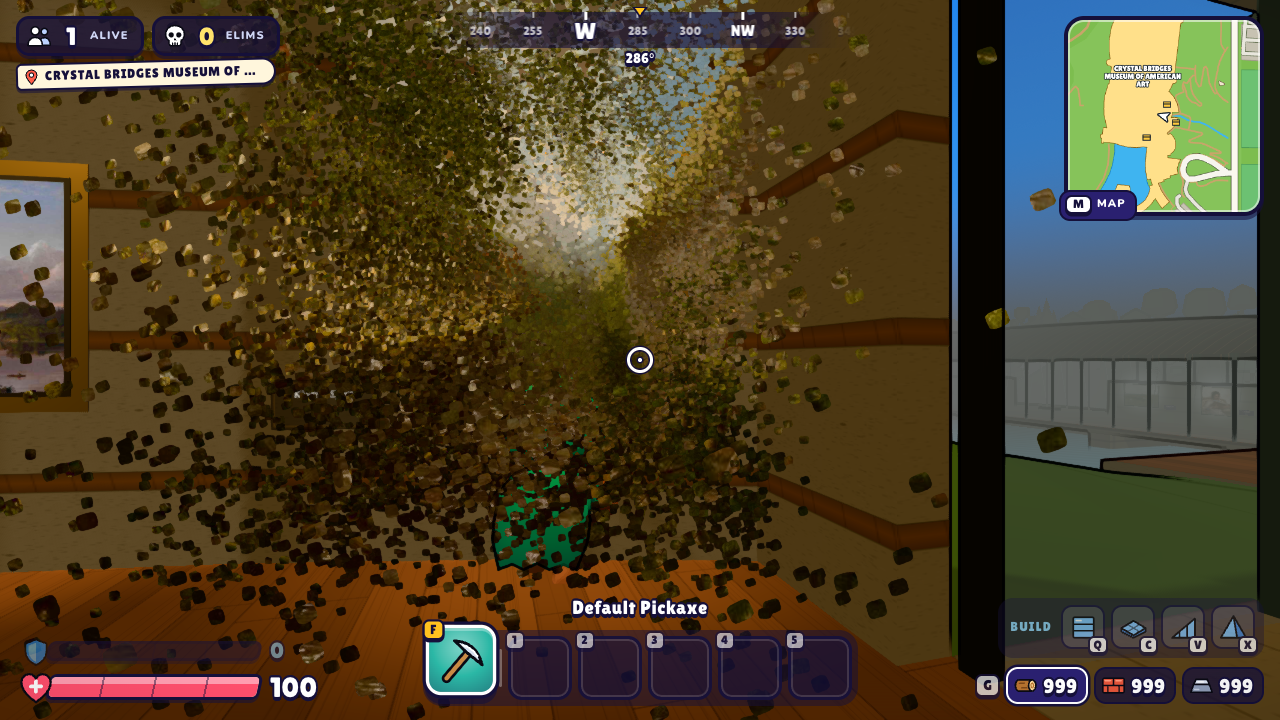 1 ALIVE
0 ELIMS
CRYSTAL BRIDGES MUSEUM OF ...
240 255 W 285 300 NW 330
286°
CRYSTAL BRIDGES
MUSEUM OF AMERICAN
ART
M MAP
Default Pickaxe
F 1 2 3 4 5
0
100
BUILD Q C V X
G 999 999 999